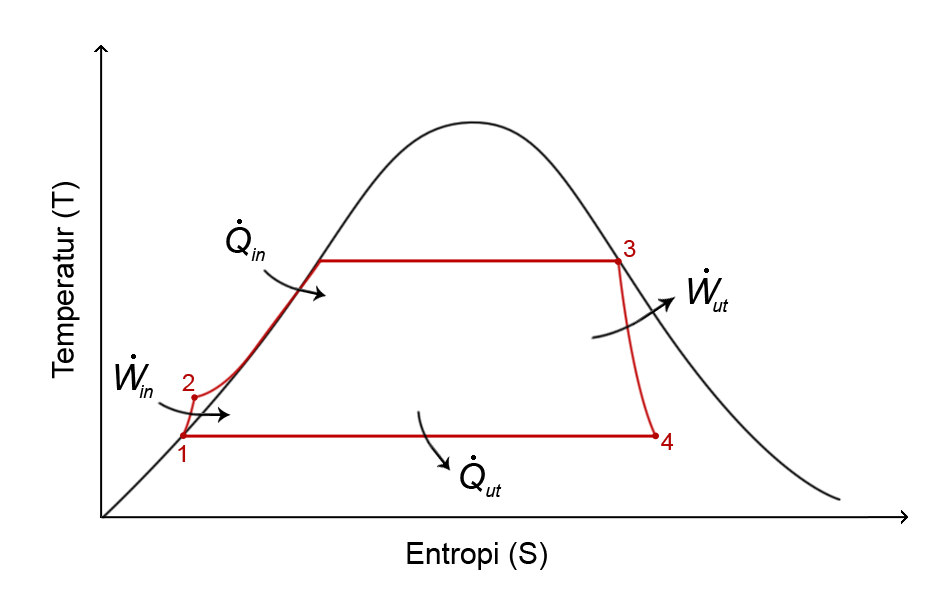 Temperatur (T)
Q̇in
3
Ẇut
Ẇin
2
1
4
Q̇ut
Entropi (S)